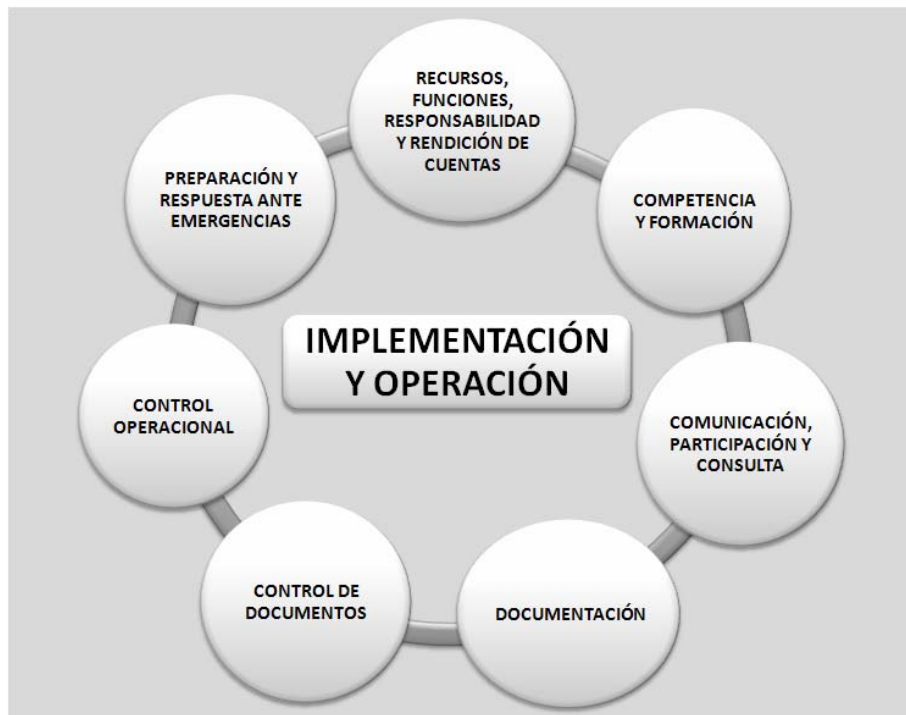 RECURSOS,
FUNCIONES,
RESPONSABILIDAD
Y RENDICIÓN DE
CUENTAS
COMPETENCIA
Y FORMACIÓN
COMUNICACIÓN,
PARTICIPACIÓN Y
CONSULTA
DOCUMENTACIÓN
CONTROL DE
DOCUMENTOS
CONTROL
OPERACIONAL
PREPARACIÓN Y
RESPUESTA ANTE
EMERGENCIAS
IMPLEMENTACIÓN
Y OPERACIÓN